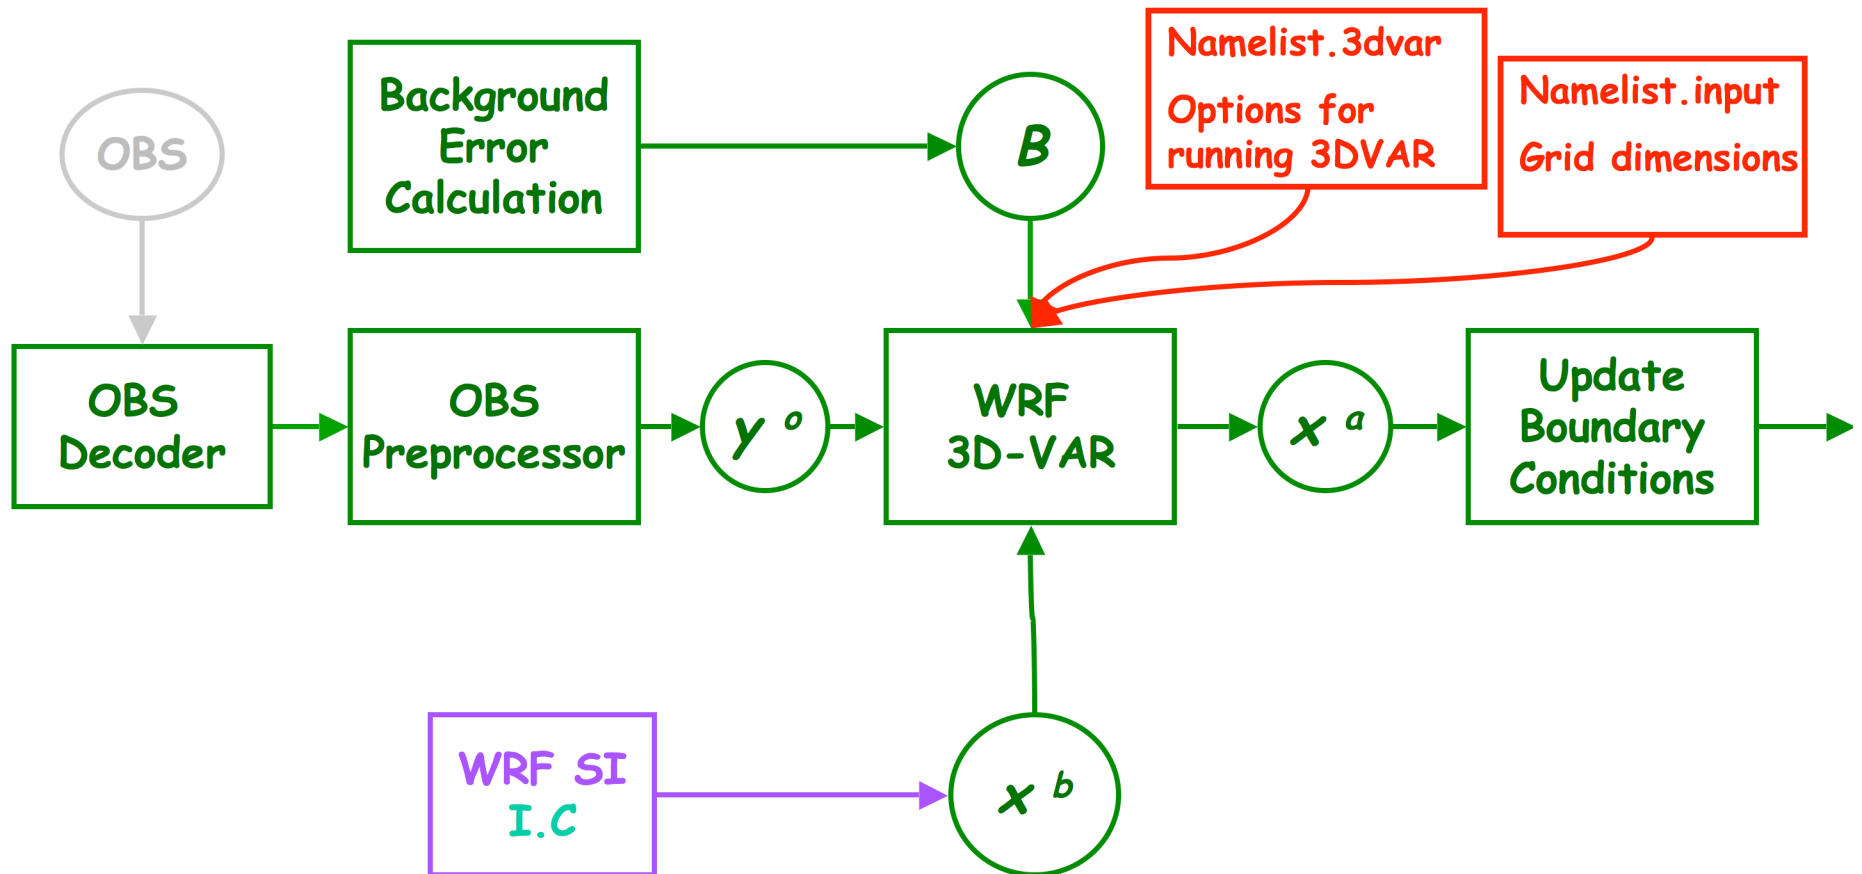 Namelist.3dvar
Options for
running 3DVAR
Namelist.input
Grid dimensions
Background
Error
Calculation
B
OBS
OBS
Decoder
OBS
Preprocessor
y o
WRF
3D-VAR
x a
Update
Boundary
Conditions
WRF SI
I.C
x b